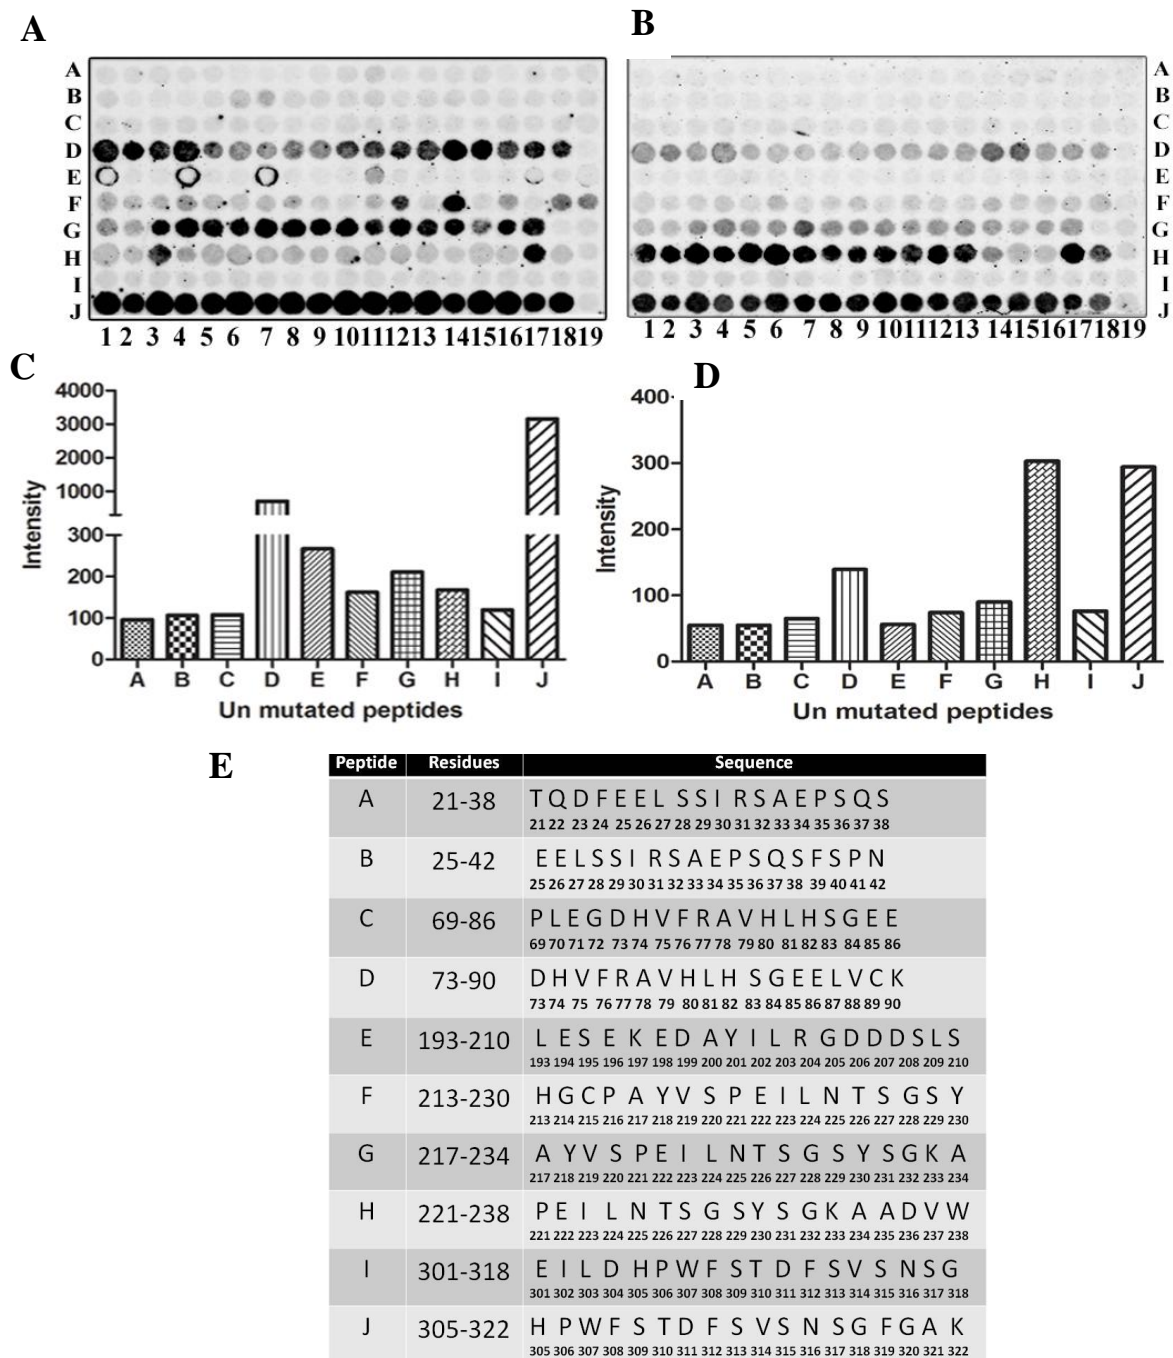 A
B
A
B
C
D
E
F
G
H
I
J
1 2 3 4 5 6 7 8 9 10 11 12 13 14 15 16 17 18 19
A
B
C
D
E
F
G
H
I
J
1 2 3 4 5 6 7 8 9 10 11 12 13 14 15 16 17 18 19
C
4000
3000
2000
1000
300
200
100
0
Intensity
A B C D E F G H I J
Un mutated peptides
D
400
300
200
100
0
Intensity
A B C D E F G H I J
Un mutated peptides
E
Peptide Residues Sequence
A 21-38 T Q D F E E L S S I R S A E P S Q S
21 22 23 24 25 26 27 28 29 30 31 32 33 34 35 36 37 38
B 25-42 E E L S S I R S A E P S Q S F S P N
25 26 27 28 29 30 31 32 33 34 35 36 37 38 39 40 41 42
C 69-86 P L E G D H V F R A V H L H S G E E
69 70 71 72 73 74 75 76 77 78 79 80 81 82 83 84 85 86
D 73-90 D H V F R A V H L H S G E E L V C K
73 74 75 76 77 78 79 80 81 82 83 84 85 86 87 88 89 90
E 193-210 L E S E K E D A Y I L R G D D D S L S
193 194 195 196 197 198 199 200 201 202 203 204 205 206 207 208 209 210
F 213-230 H G C P A Y V S P E I L N T S G S Y
213 214 215 216 217 218 219 220 221 222 223 224 225 226 227 228 229 230
G 217-234 A Y V S P E I L N T S G S Y S G K A
217 218 219 220 221 222 223 224 225 226 227 228 229 230 231 232 233 234
H 221-238 P E I L N T S G S Y S G K A A D V W
221 222 223 224 225 226 227 228 229 230 231 232 233 234 235 236 237 238
I 301-318 E I L D H P W F S T D F S V S N S G
301 302 303 304 305 306 307 308 309 310 311 312 313 314 315 316 317 318
J 305-322 H P W F S T D F S V S N S G F G A K
305 306 307 308 309 310 311 312 313 314 315 316 317 318 319 320 321 322